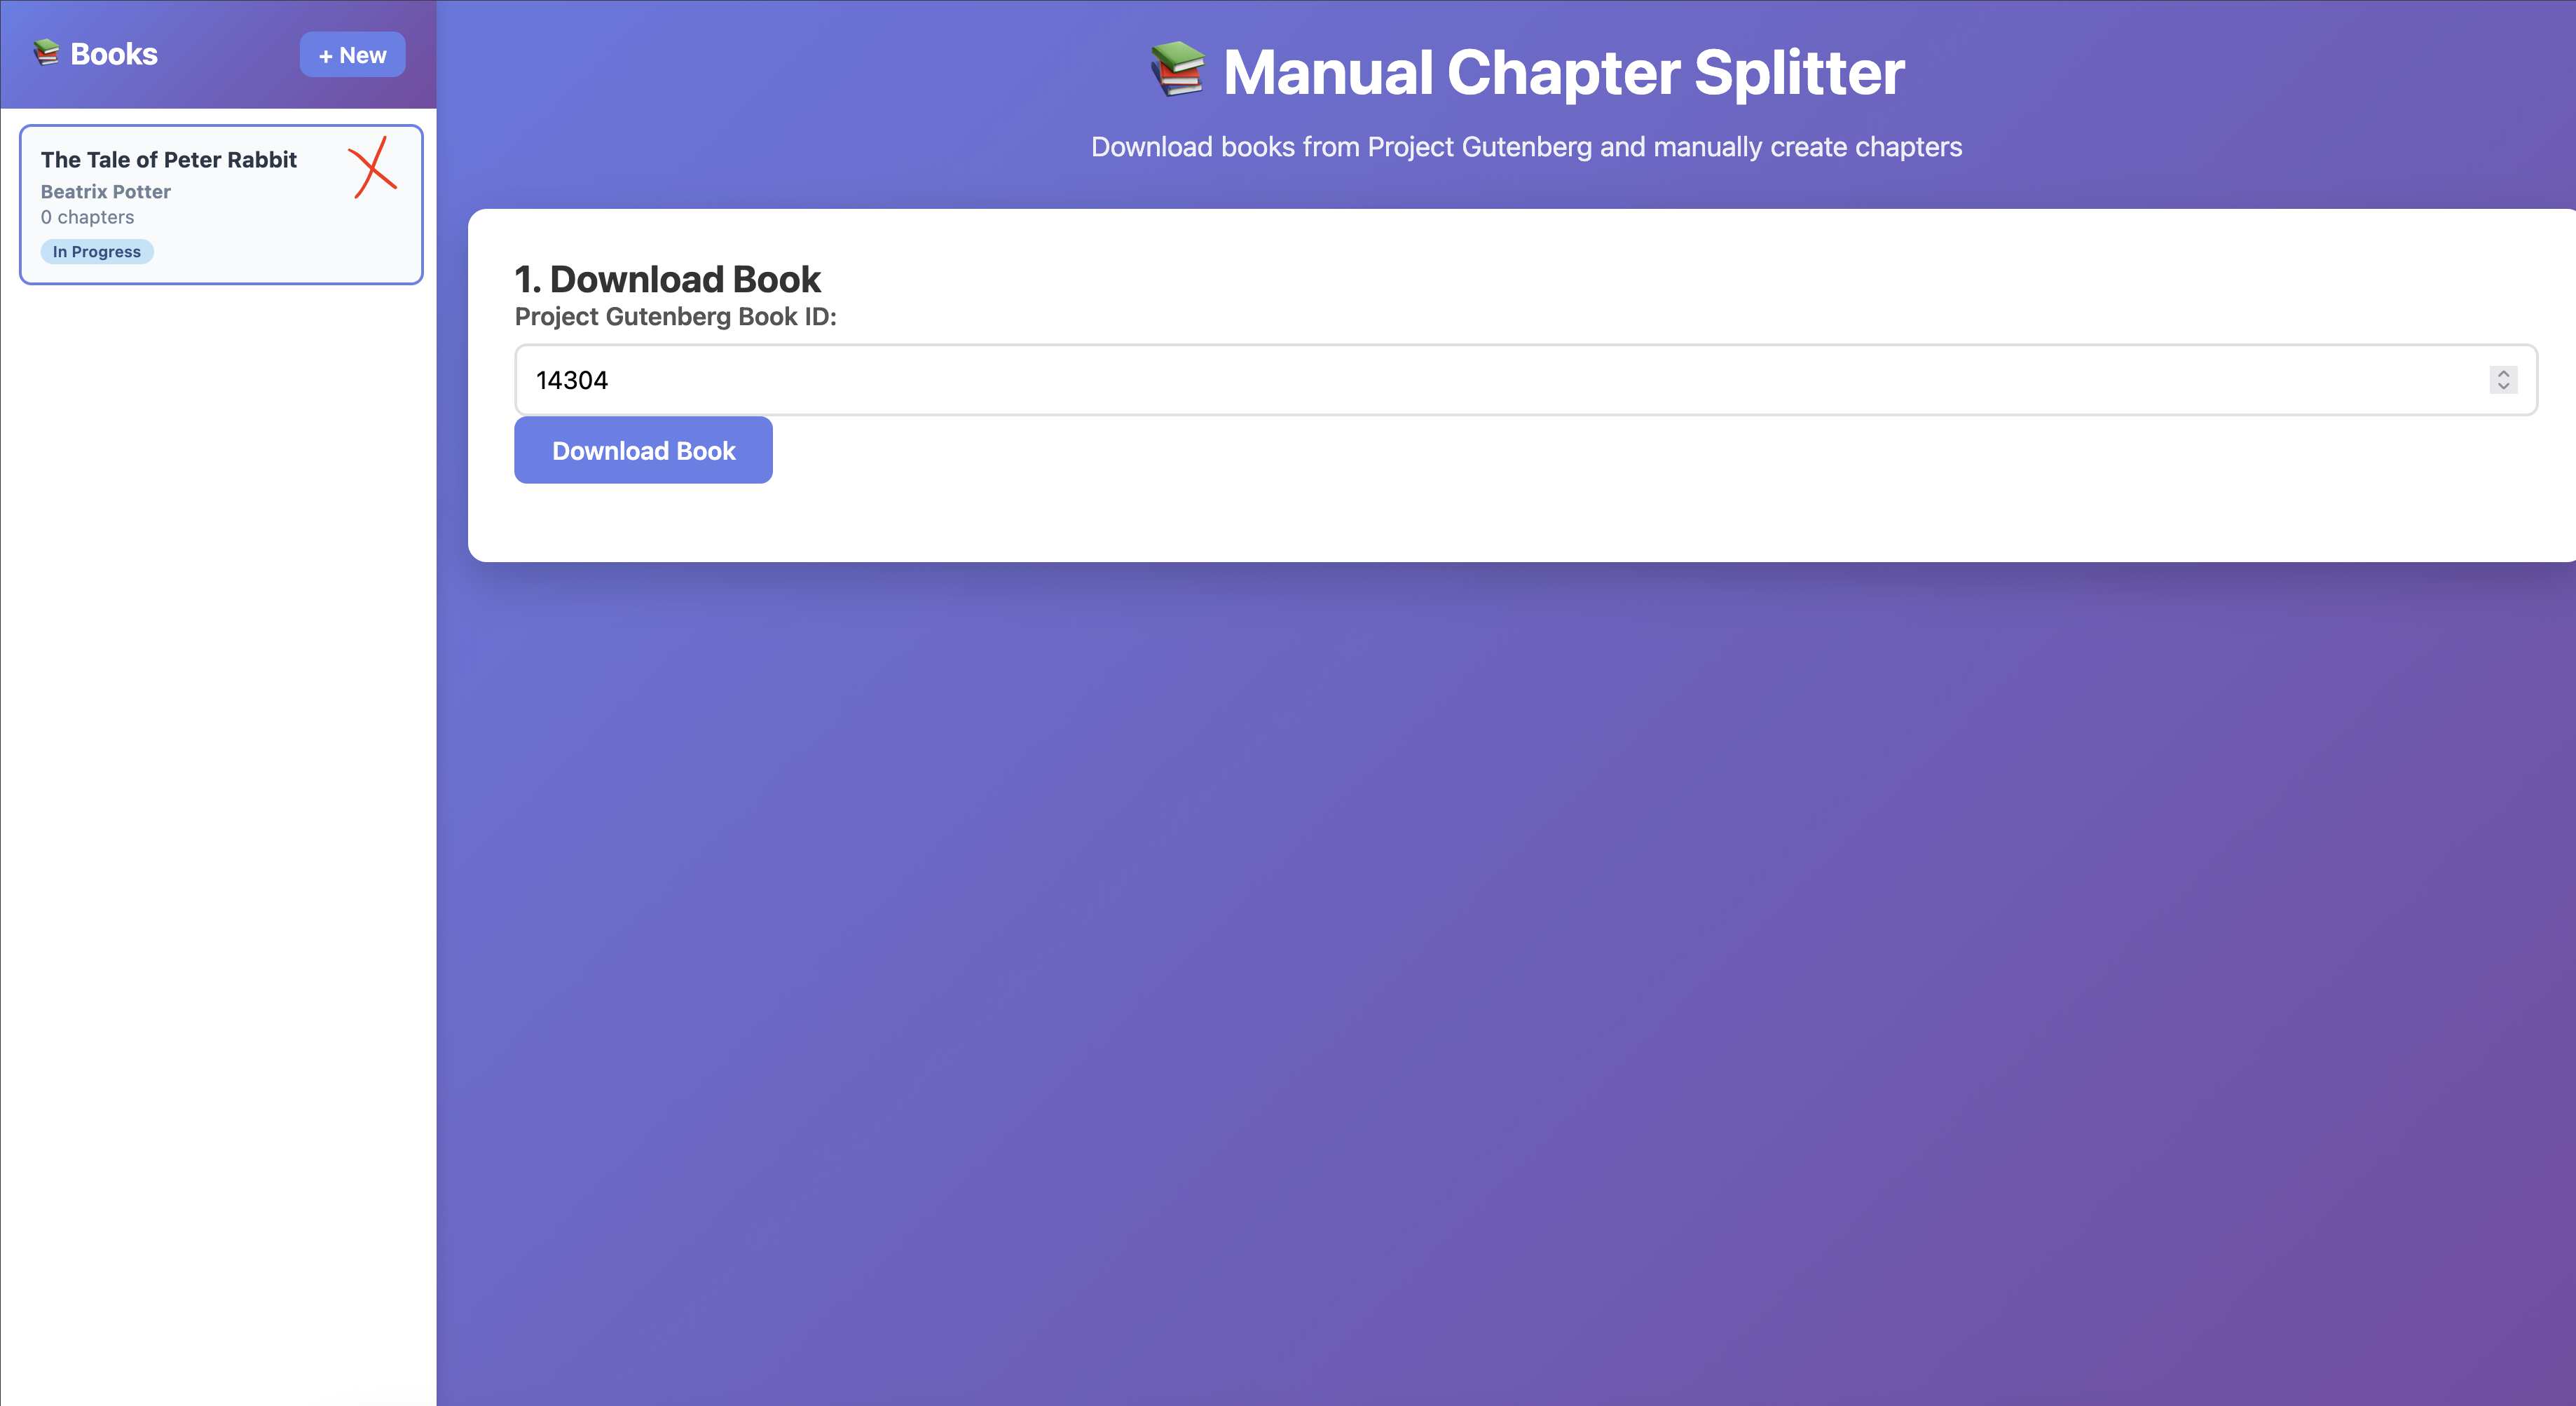 Books
+ New
The Tale of Peter Rabbit
Beatrix Potter
0 chapters
In Progress
Manual Chapter Splitter
Download books from Project Gutenberg and manually create chapters
1. Download Book
Project Gutenberg Book ID:
14304
Download Book